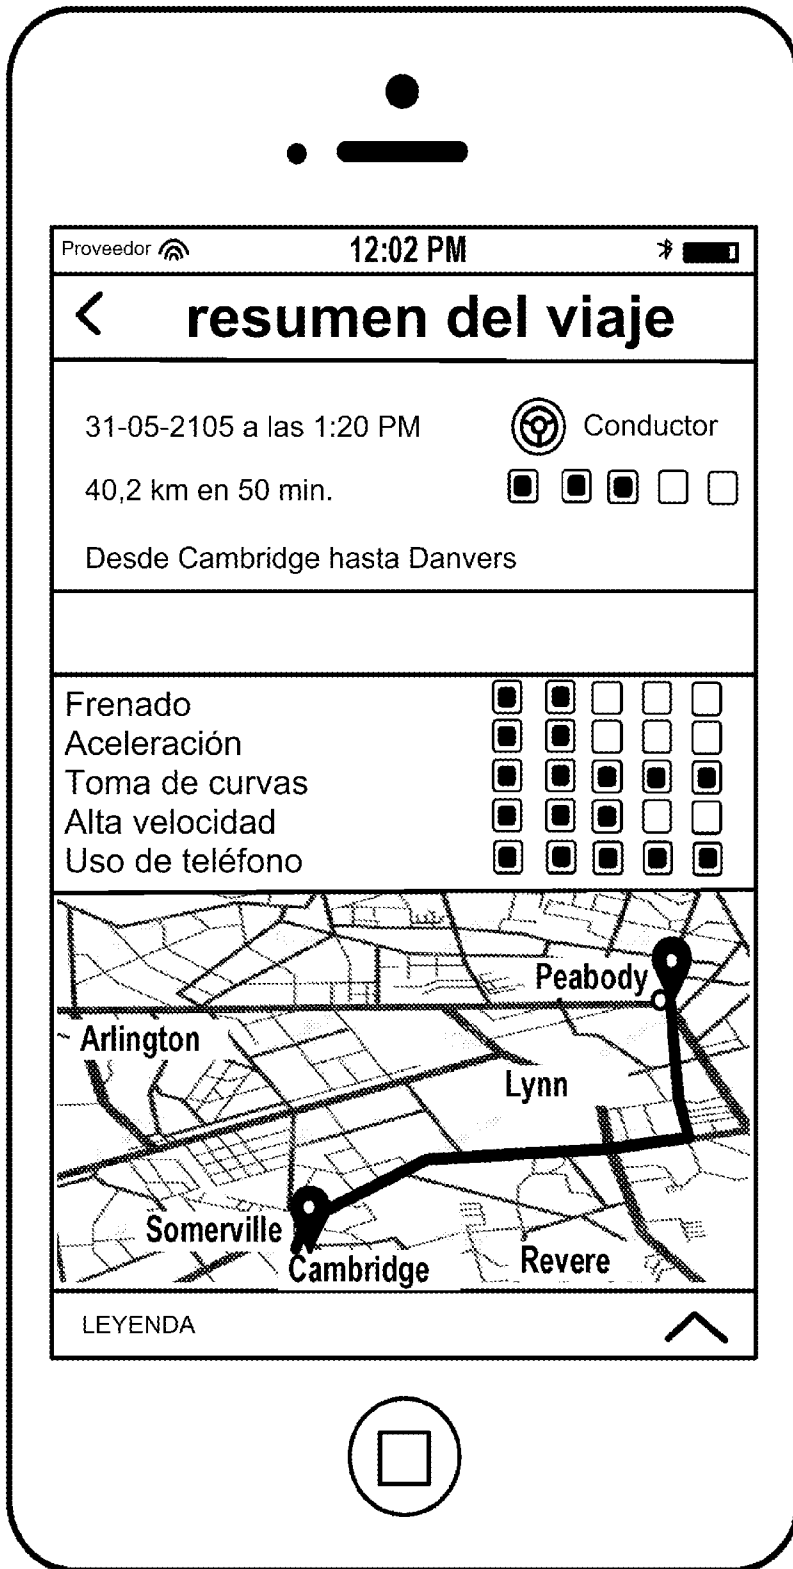 Proveedor 12:02 PM
resumen del viaje
31-05-2105 a las 1:20 PM Conductor
40,2 km en 50 min.
Desde Cambridge hasta Danvers
Frenado
Aceleración
Toma de curvas
Alta velocidad
Uso de teléfono
Peabody
Arlington
Lynn
Somerville
Cambridge
Revere
LEYENDA